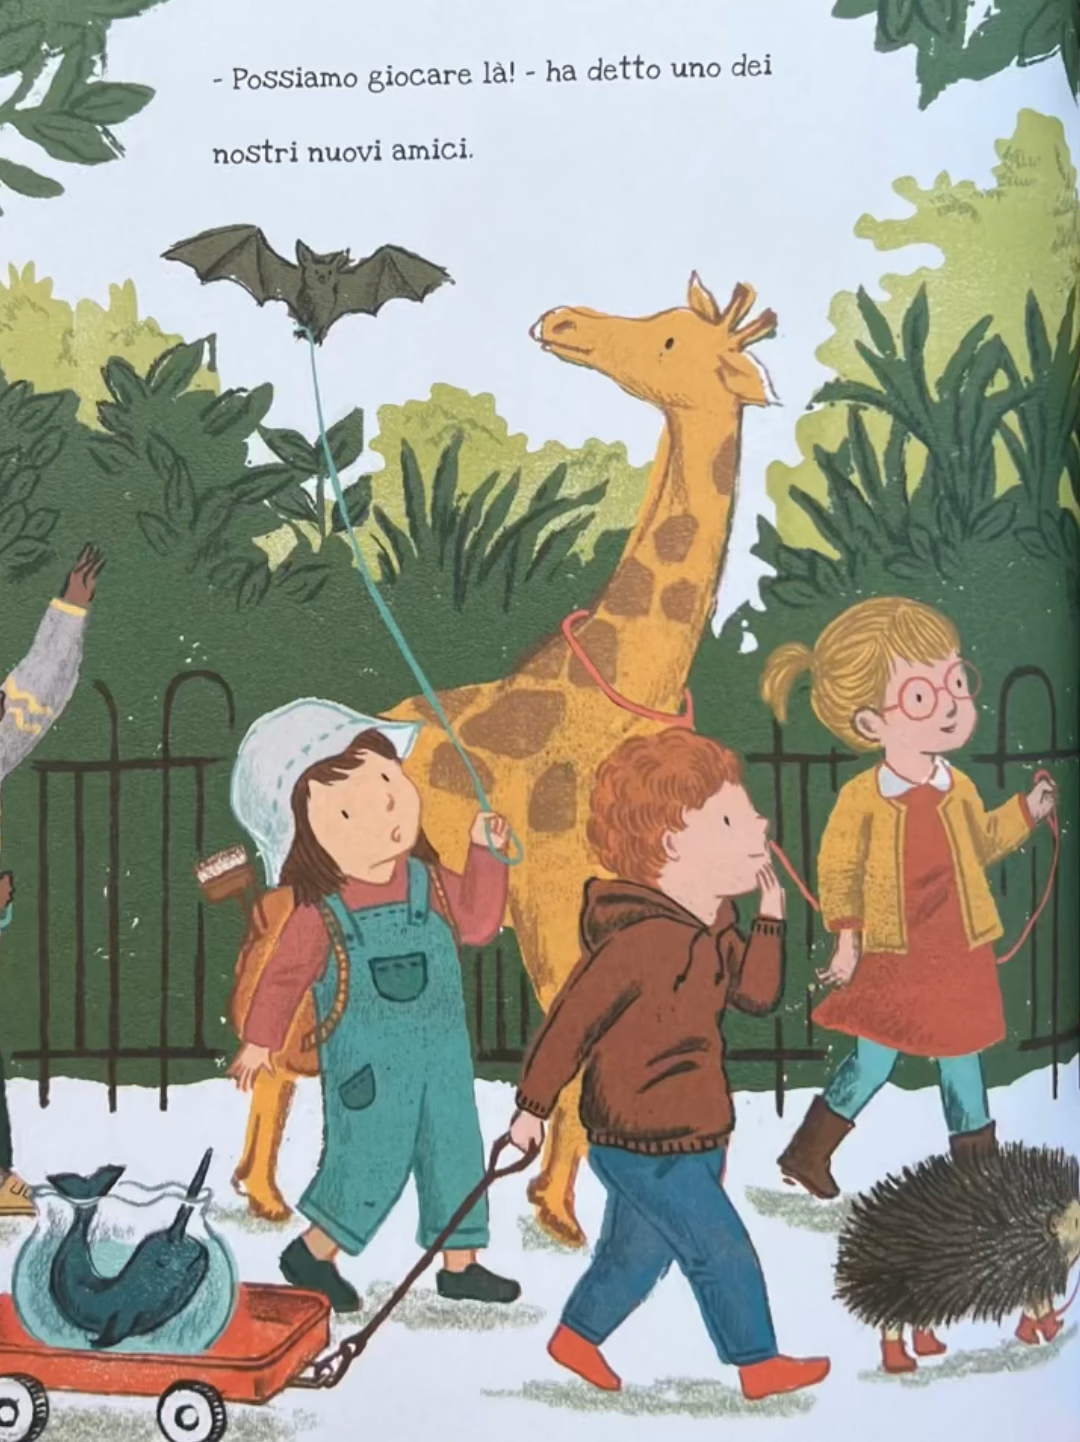 - Possiamo giocare là! - ha detto uno dei
nostri nuovi amici.